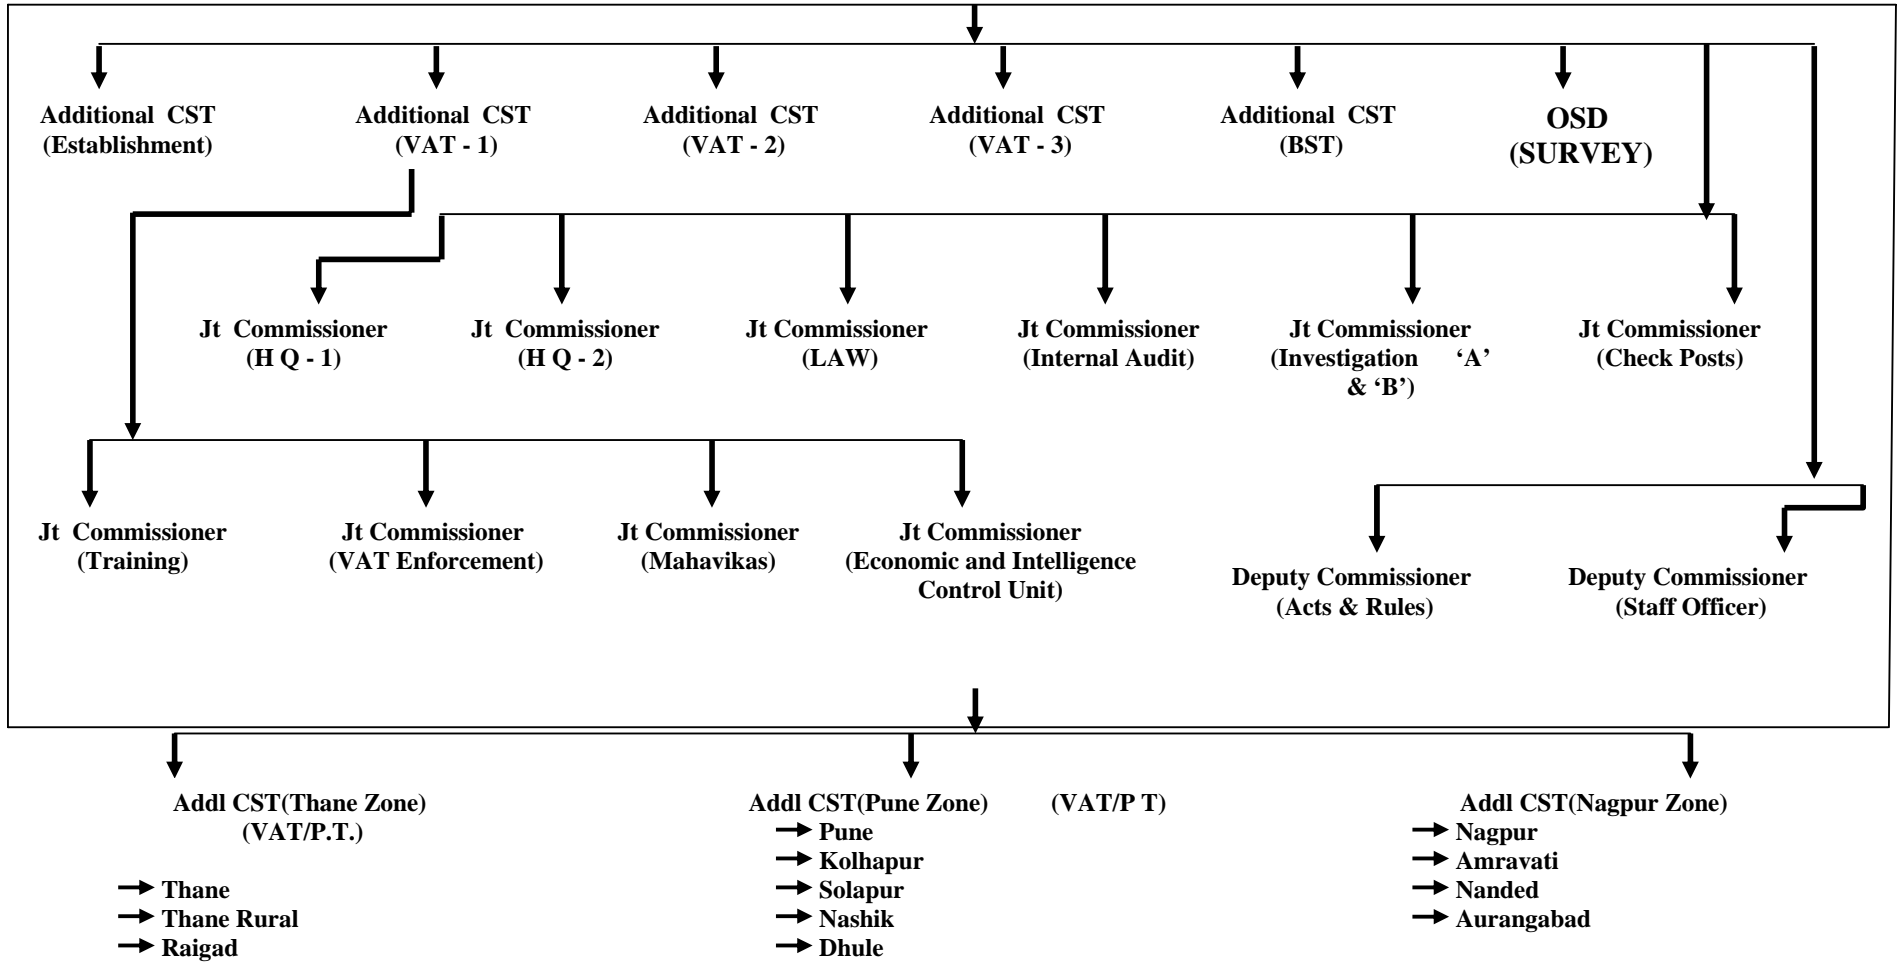 Additional CST
(Establishment)
Additional CST
(VAT - 1)
Additional CST
(VAT - 2)
Additional CST
(VAT - 3)
Additional CST
(BST)
OSD
(SURVEY)
Jt Commissioner
(H Q - 1)
Jt Commissioner
(H Q - 2)
Jt Commissioner
(LAW)
Jt Commissioner
(Internal Audit)
Jt Commissioner
(Investigation ‘A’
& ‘B’)
Jt Commissioner
(Check Posts)
Jt Commissioner
(Training)
Jt Commissioner
(VAT Enforcement)
Jt Commissioner
(Mahavikas)
Jt Commissioner
(Economic and Intelligence
Control Unit)
Deputy Commissioner
(Acts & Rules)
Deputy Commissioner
(Staff Officer)
Addl CST(Thane Zone)
(VAT/P.T.)
Thane
Thane Rural
Raigad
Addl CST(Pune Zone) (VAT/P T)
Pune
Kolhapur
Solapur
Nashik
Dhule
Addl CST(Nagpur Zone)
Nagpur
Amravati
Nanded
Aurangabad